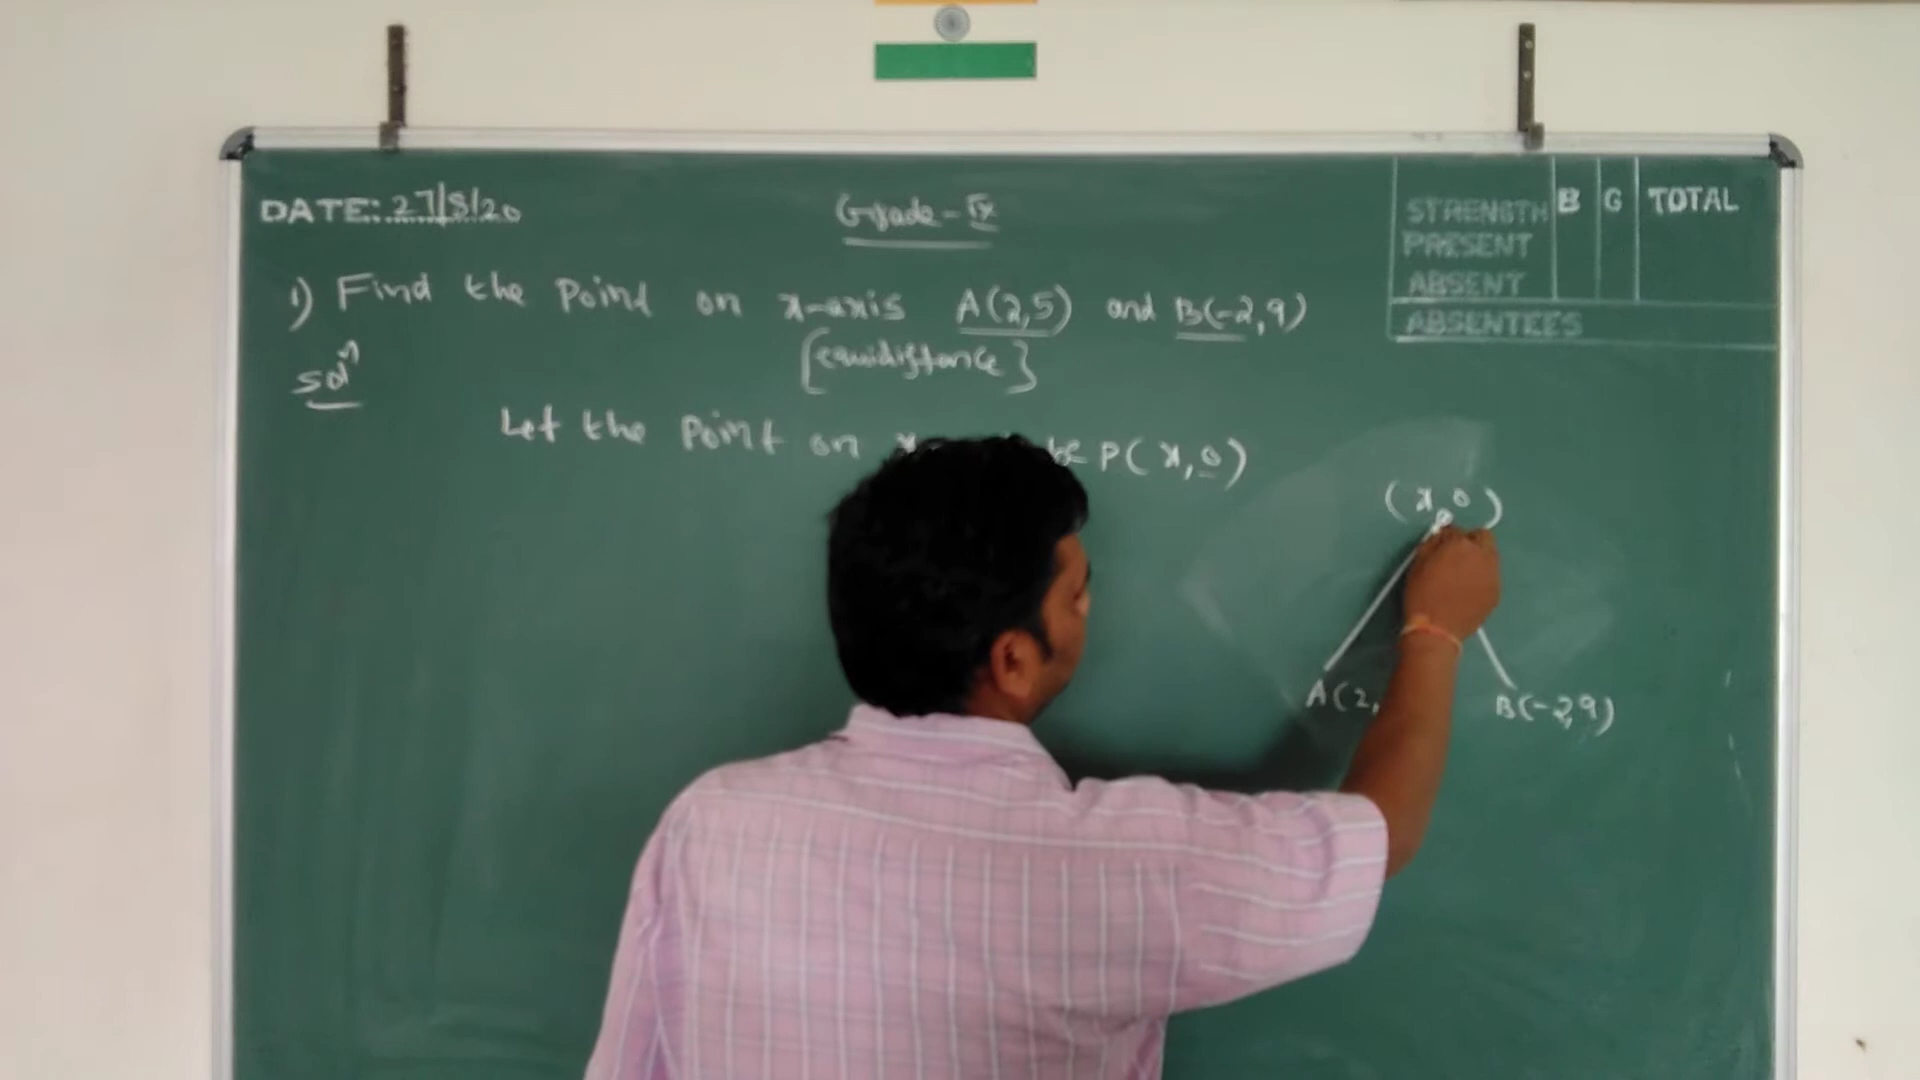 DATE: 27/8/20
Grade - IX
STRENGTH B G TOTAL
PRESENT
ABSENT
ABSENTEES
1) Find the Point on x-axis A(2,5) and B(-2,9)
[equidistance]
solⁿ
Let the Point on be P(x,0)
(x,0)
A(2,
B(-2,9)